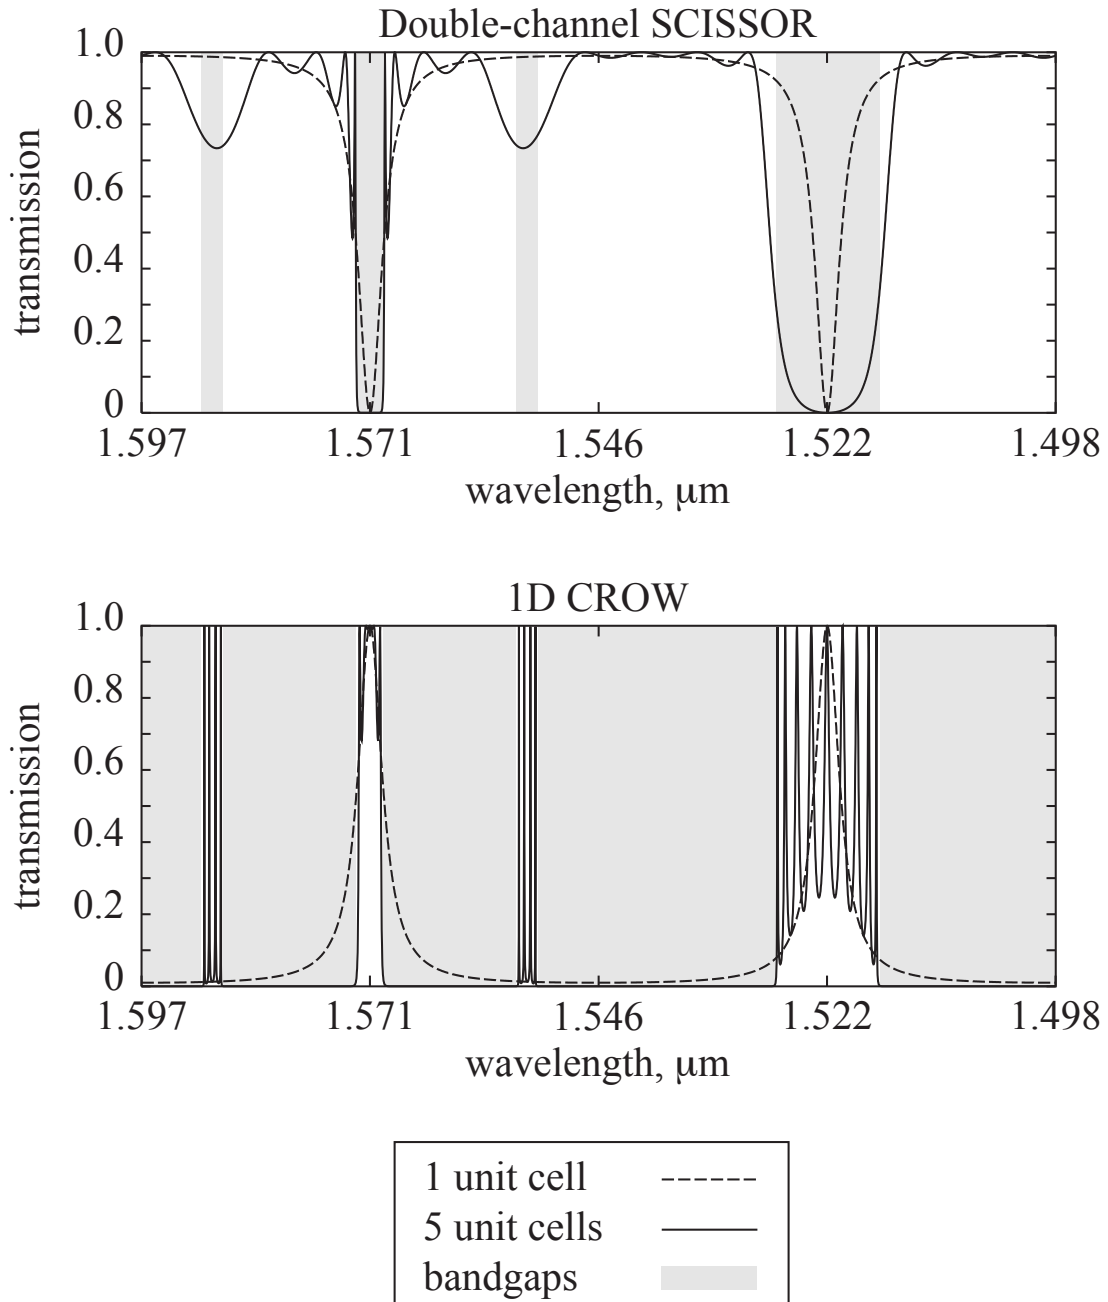 Double-channel SCISSOR
1.0
0.8
0.6
0.4
0.2
0
transmission
1.597 1.571 1.546 1.522 1.498
wavelength, μm
1D CROW
1.0
0.8
0.6
0.4
0.2
0
transmission
1.597 1.571 1.546 1.522 1.498
wavelength, μm
1 unit cell
5 unit cells
bandgaps